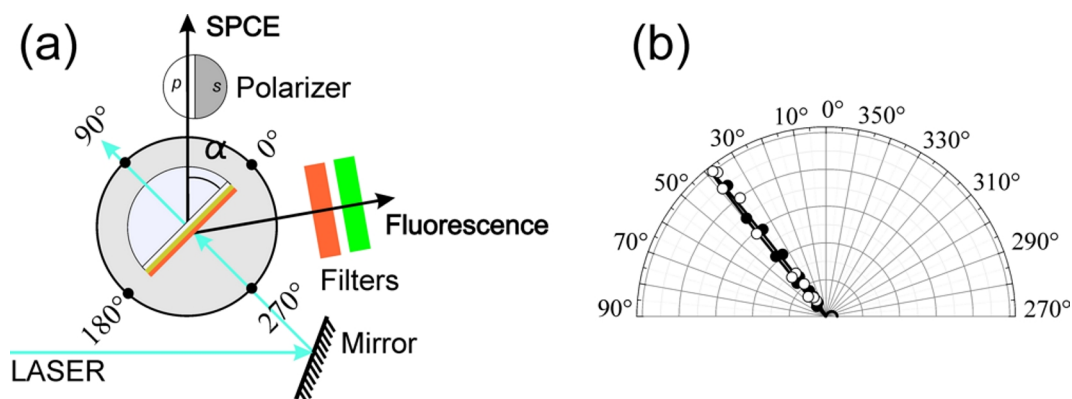 (a)
SPCE
p s Polarizer
90°
α 0°
Fluorescence
Filters
180° 270°
Mirror
LASER
(b)
10° 0° 350°
30° 330°
50° 310°
70° 290°
90° 270°